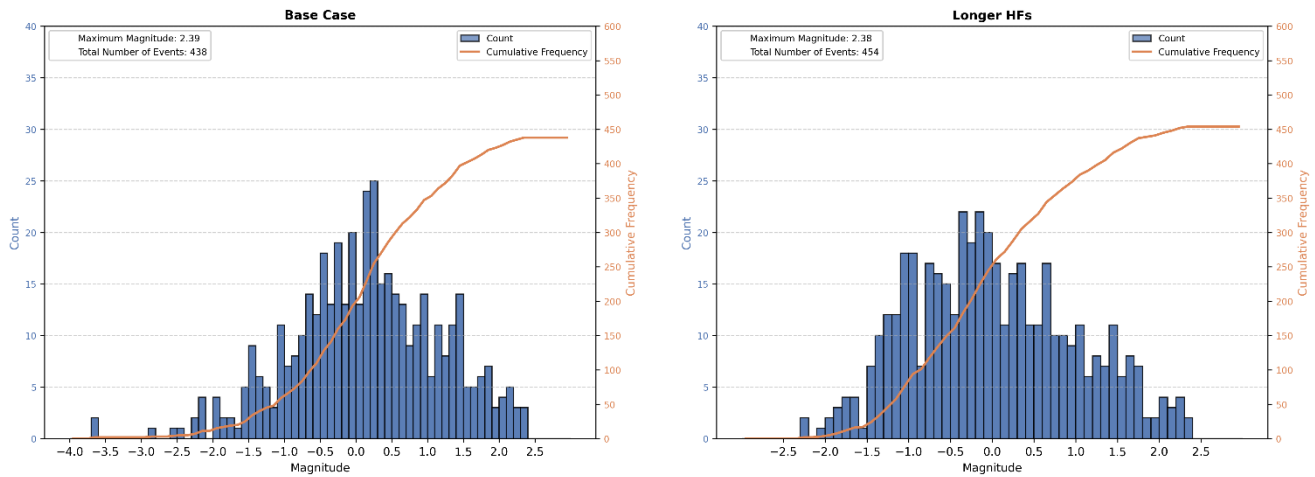 Base Case
Maximum Magnitude: 2.39
Total Number of Events: 438
Count
Cumulative Frequency
40
35
30
25
20
15
10
5
0
Count
600
550
500
450
400
350
300
250
200
150
100
50
0
Cumulative Frequency
−4.0 −3.5 −3.0 −2.5 −2.0 −1.5 −1.0 −0.5 0.0 0.5 1.0 1.5 2.0 2.5
Magnitude
Longer HFs
Maximum Magnitude: 2.38
Total Number of Events: 454
Count
Cumulative Frequency
40
35
30
25
20
15
10
5
0
Count
600
550
500
450
400
350
300
250
200
150
100
50
0
Cumulative Frequency
−2.5 −2.0 −1.5 −1.0 −0.5 0.0 0.5 1.0 1.5 2.0 2.5
Magnitude